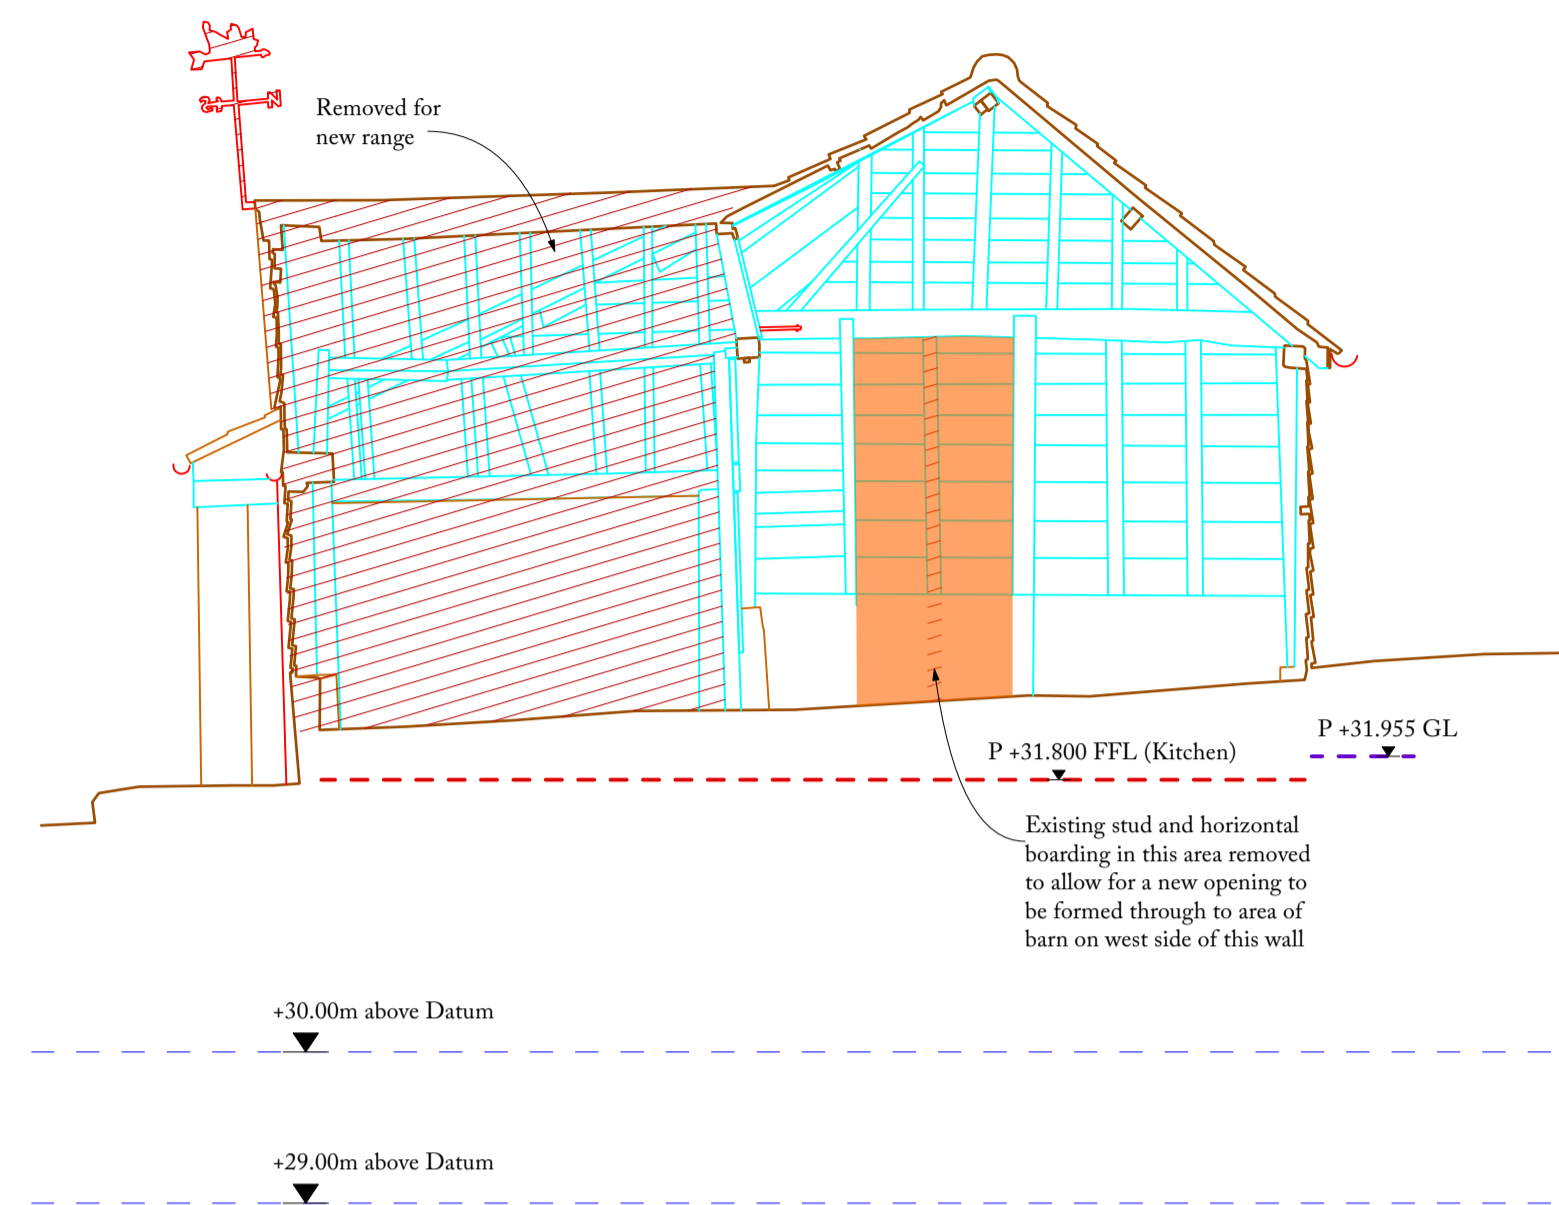 S N
Removed for
new range
P +31.955 GL
P +31.800 FFL (Kitchen)
Existing stud and horizontal
boarding in this area removed
to allow for a new opening to
be formed through to area of
barn on west side of this wall
+30.00m above Datum
+29.00m above Datum